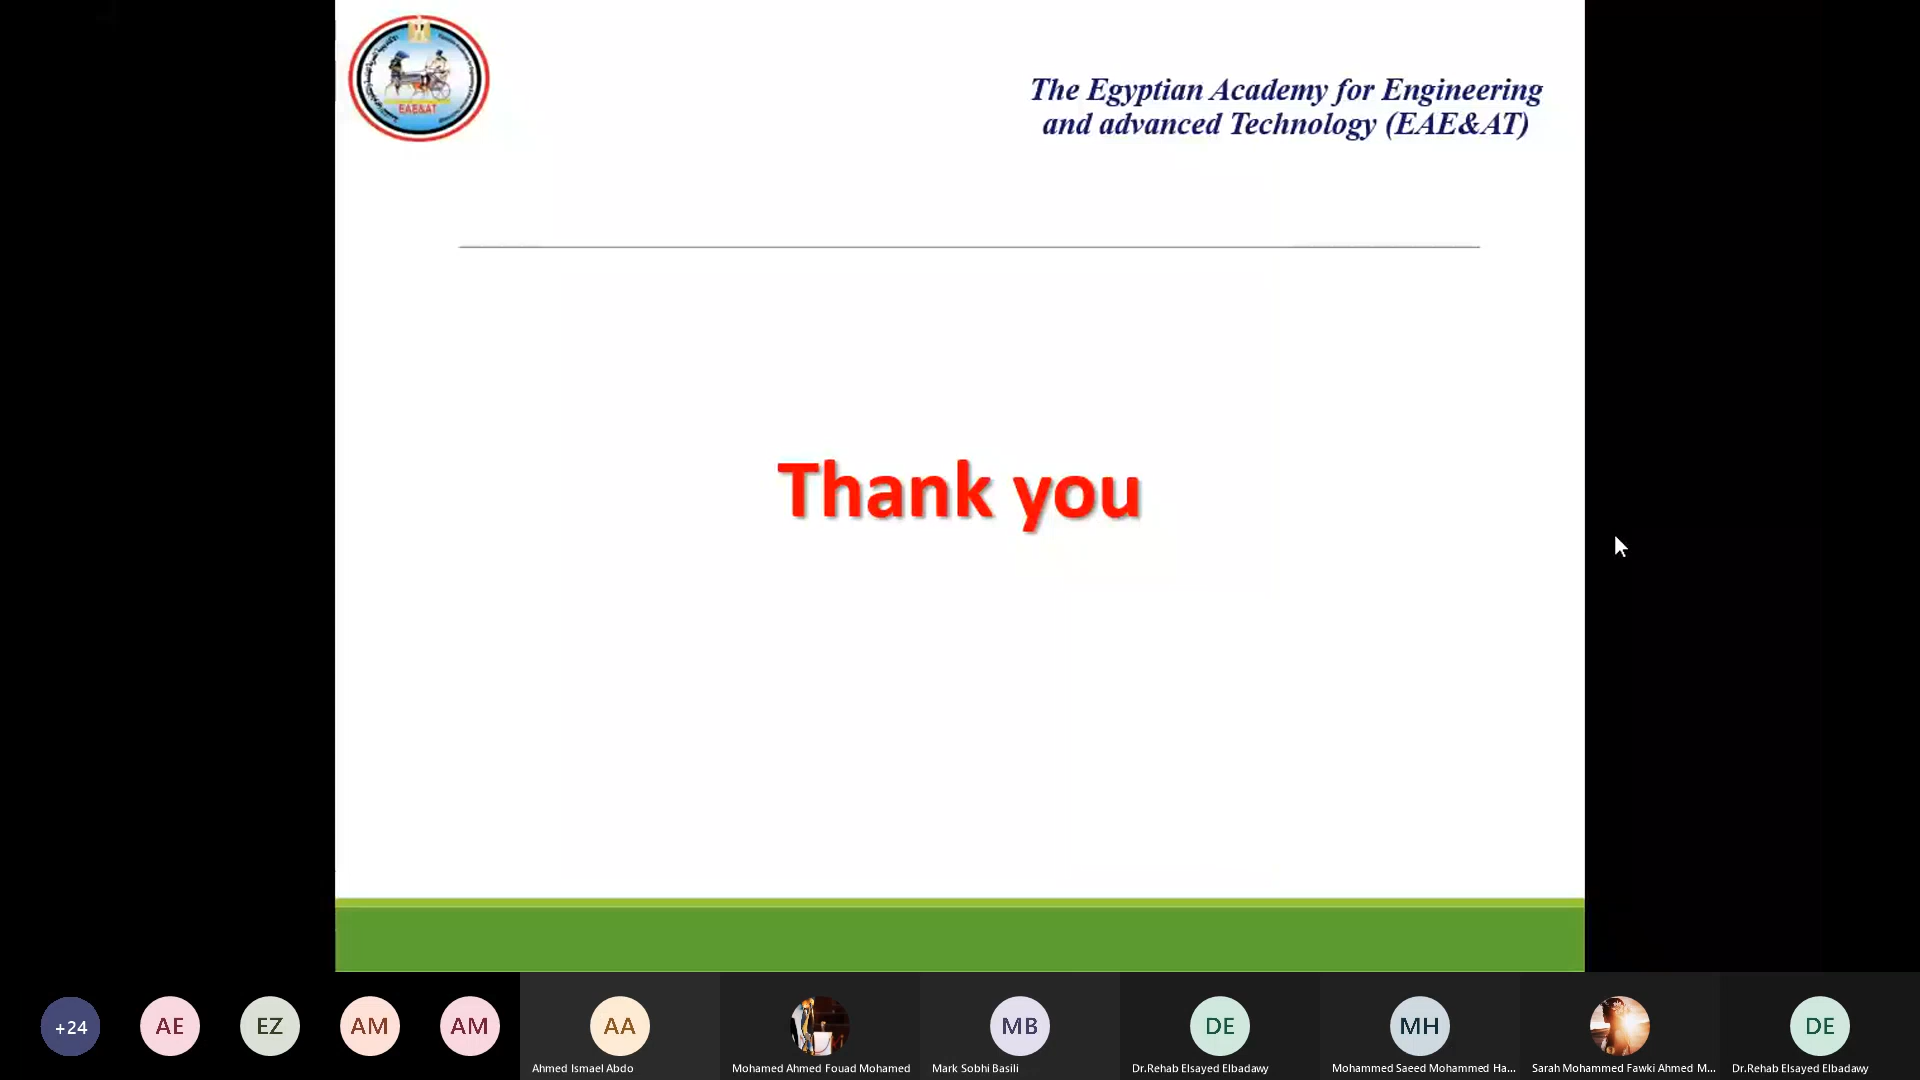 EAE&AT
The Egyptian Academy for Engineering
and advanced Technology (EAE&AT)
Thank you
+24
AE
EZ
AM
AM
AA
MB
DE
MH
DE
Ahmed Ismael Abdo
Mohamed Ahmed Fouad Mohamed
Mark Sobhi Basili
Dr.Rehab Elsayed Elbadawy
Mohammed Saeed Mohammed Ha...
Sarah Mohammed Fawki Ahmed M...
Dr.Rehab Elsayed Elbadawy